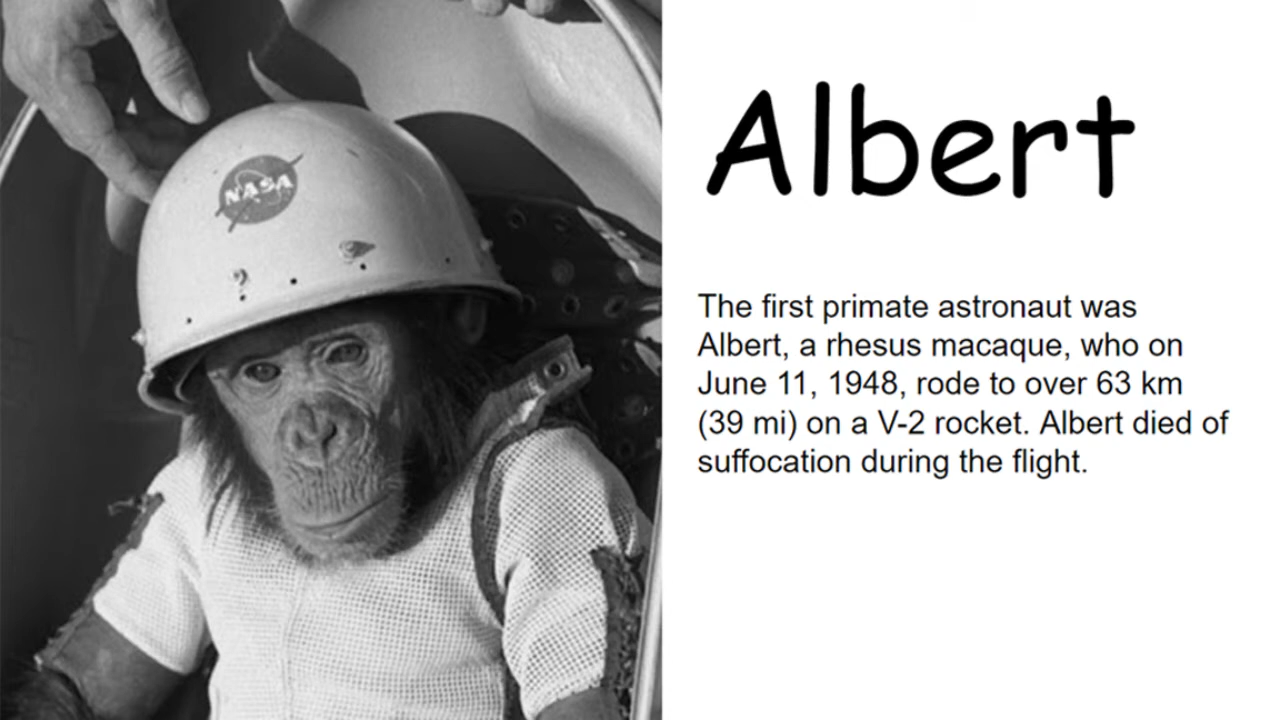 NASA
Albert
The first primate astronaut was
Albert, a rhesus macaque, who on
June 11, 1948, rode to over 63 km
(39 mi) on a V-2 rocket. Albert died of
suffocation during the flight.